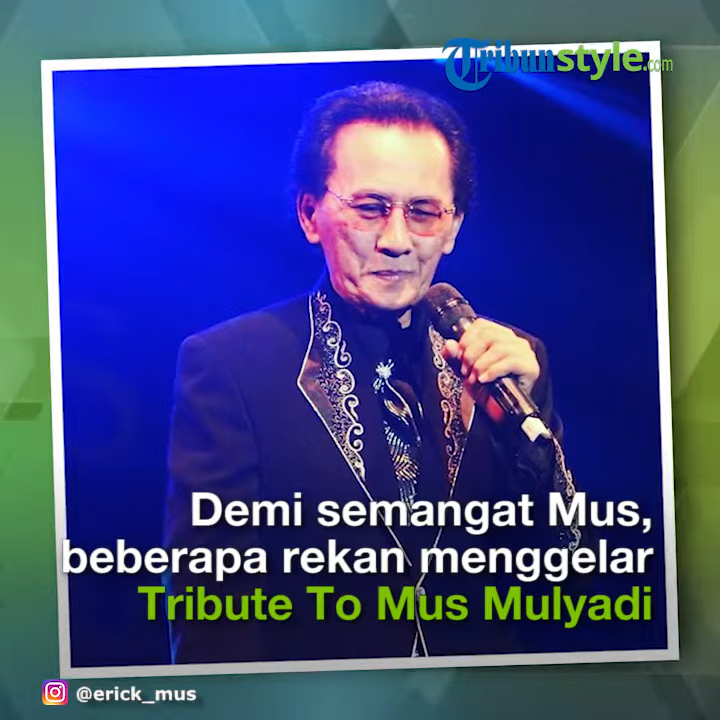 Tribunstyle.com
Demi semangat Mus,
beberapa rekan menggelar
Tribute To Mus Mulyadi
@erick_mus